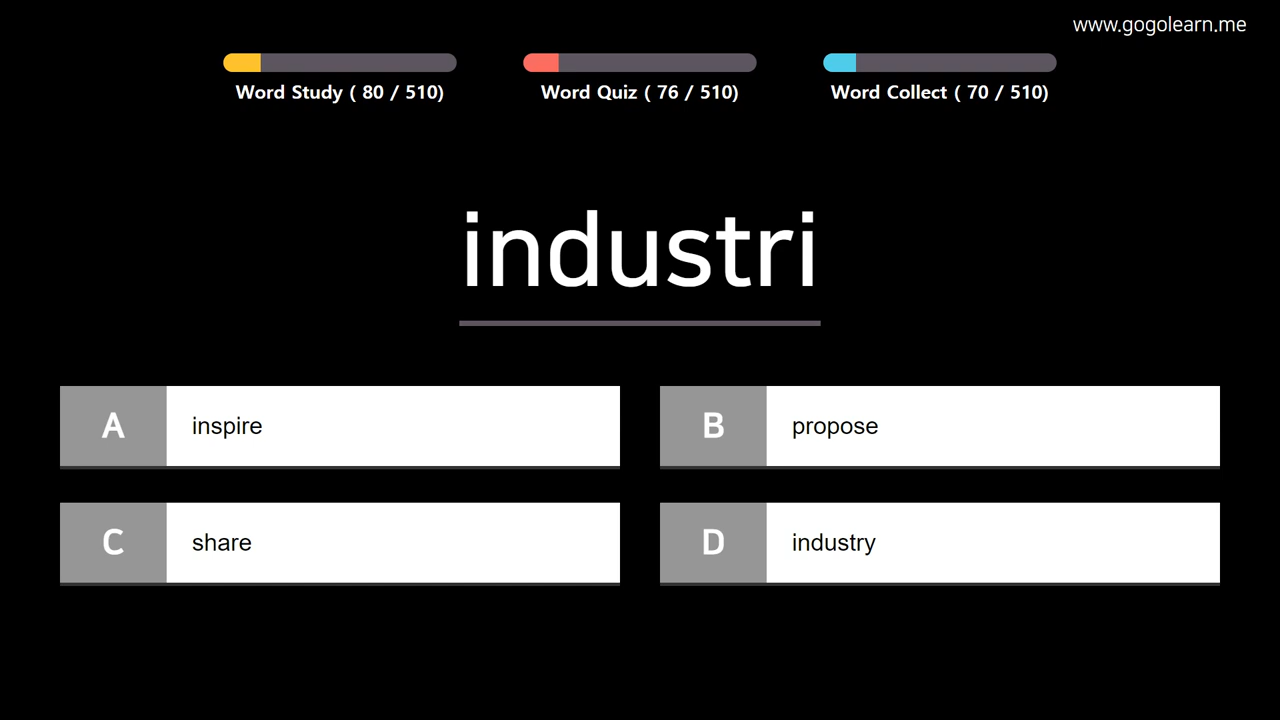 www.gogolearn.me
Word Study ( 80 / 510)
Word Quiz ( 76 / 510)
Word Collect ( 70 / 510)
industri
A inspire
B propose
C share
D industry